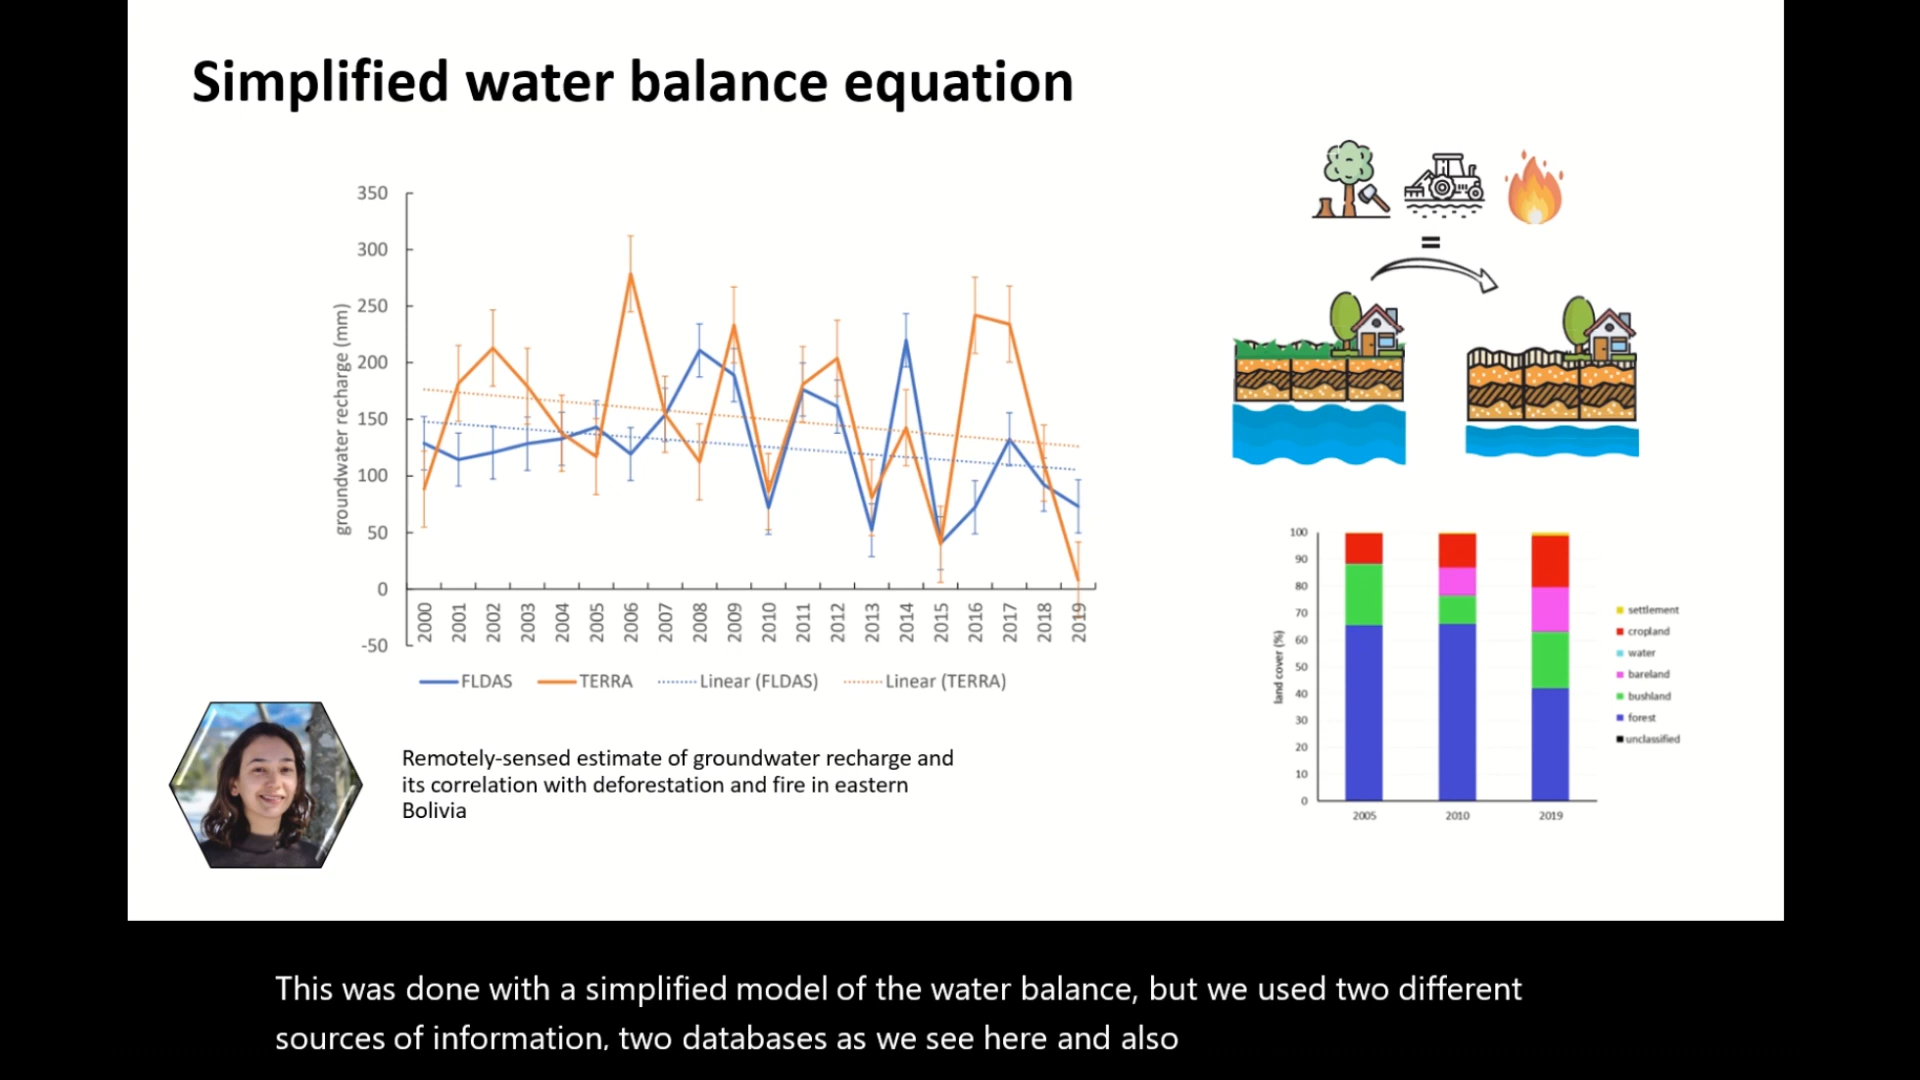 Simplified water balance equation
350
300
250
200
150
100
50
0
-50
groundwater recharge (mm)
2000 2001 2002 2003 2004 2005 2006 2007 2008 2009 2010 2011 2012 2013 2014 2015 2016 2017 2018 2019
FLDAS TERRA Linear (FLDAS) Linear (TERRA)
=
100
90
80
70
60
50
40
30
20
10
0
land cover (%)
2005 2010 2019
settlement
cropland
water
bareland
bushland
forest
unclassified
Remotely-sensed estimate of groundwater recharge and
its correlation with deforestation and fire in eastern
Bolivia
This was done with a simplified model of the water balance, but we used two different
sources of information, two databases as we see here and also